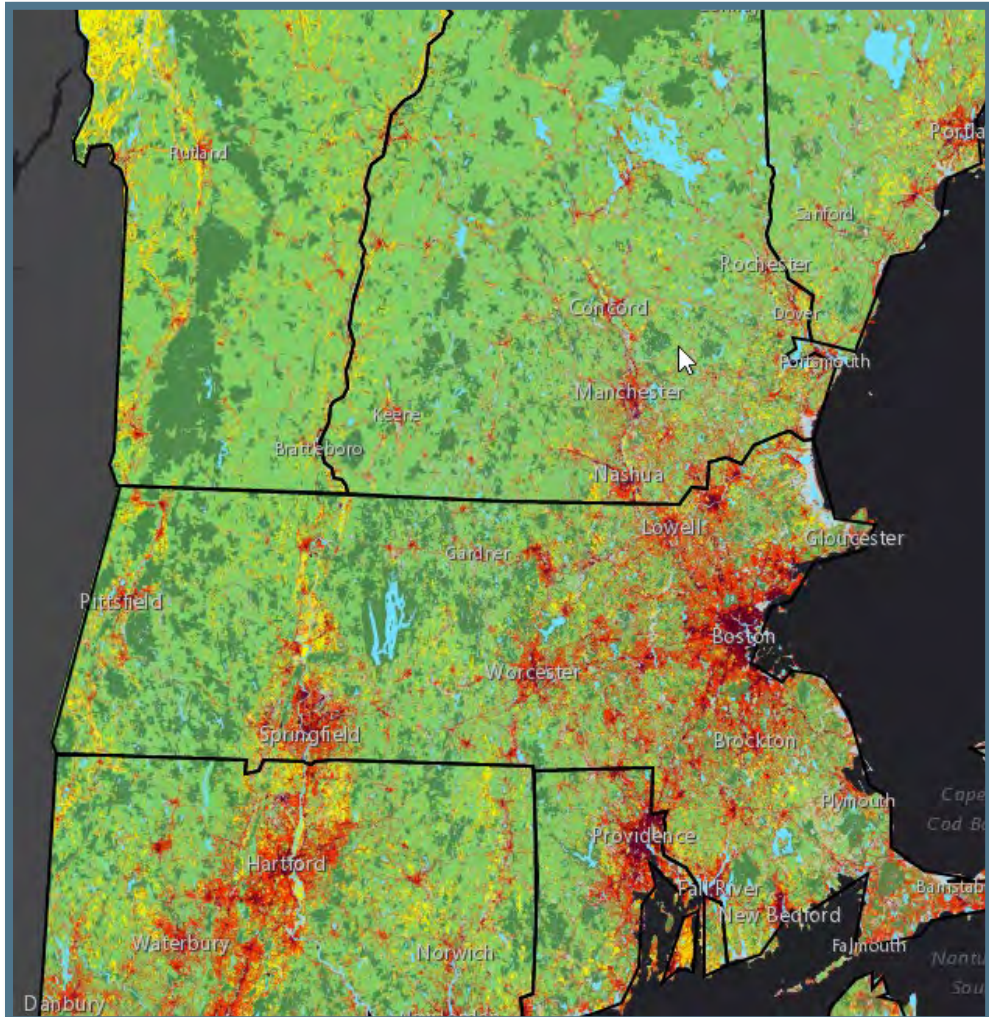 Rutland
Portla
Sanford
Rochester
Concord
Dover
Portsmouth
Manchester
Keene
Brattleboro
Nashua
Lowell
Gloucester
Gardner
Pittsfield
Boston
Worcester
Springfield
Brockton
Plymouth
Cape
Cod Ba
Providence
Hartford
Fall River
Barnstab
New Bedford
Waterbury
Norwich
Falmouth
Nantu
Sou
Danbury